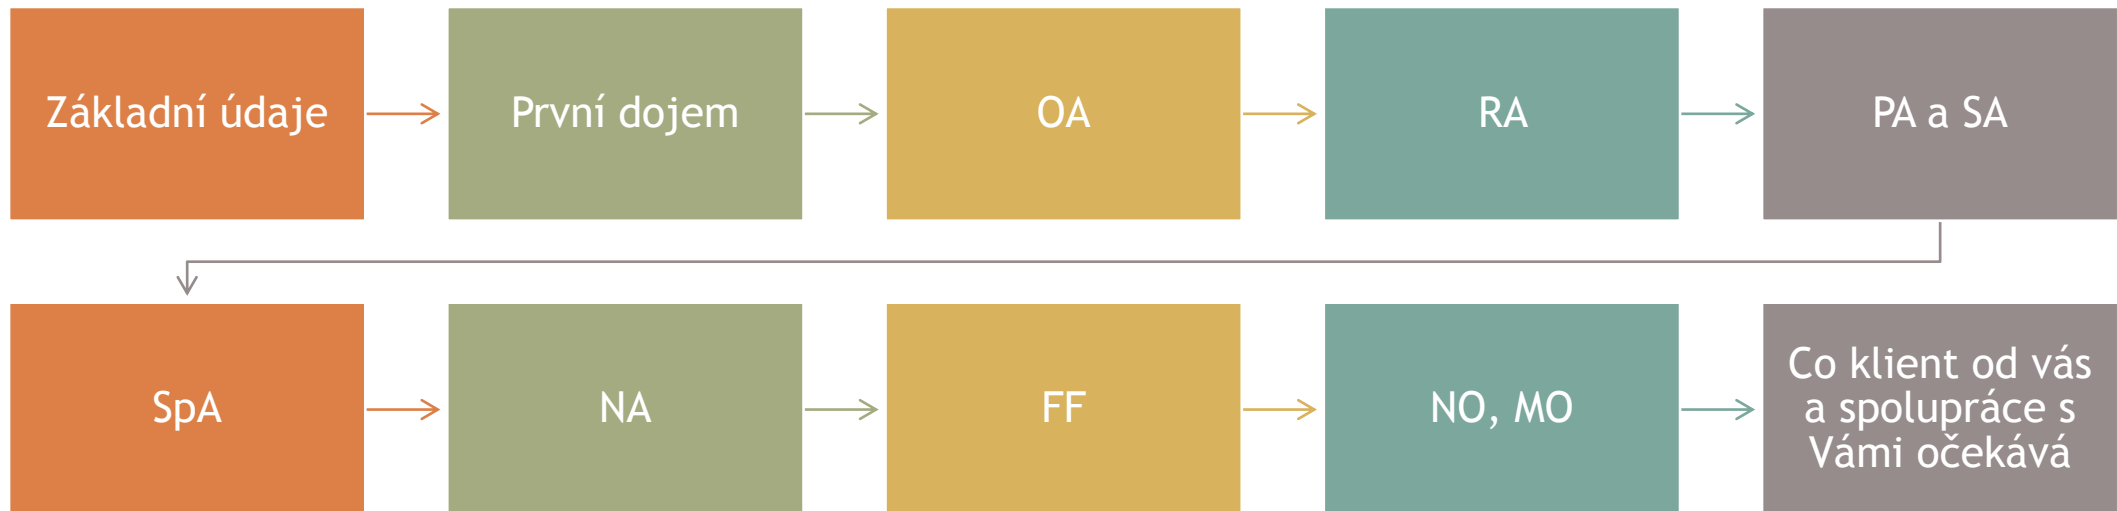 Základní údaje
První dojem
OA
RA
PA a SA
SpA
NA
FF
NO, MO
Co klient od vás
a spolupráce s
Vámi očekává